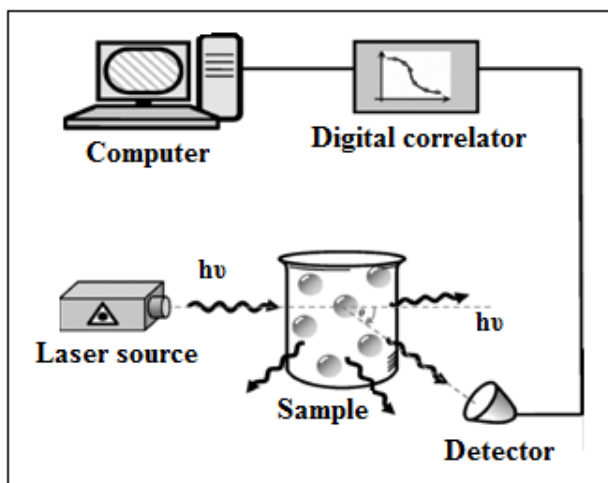 Computer
Digital correlator
hυ
hυ
Laser source
Sample
Detector